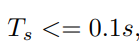 T_s <= 0.1s,